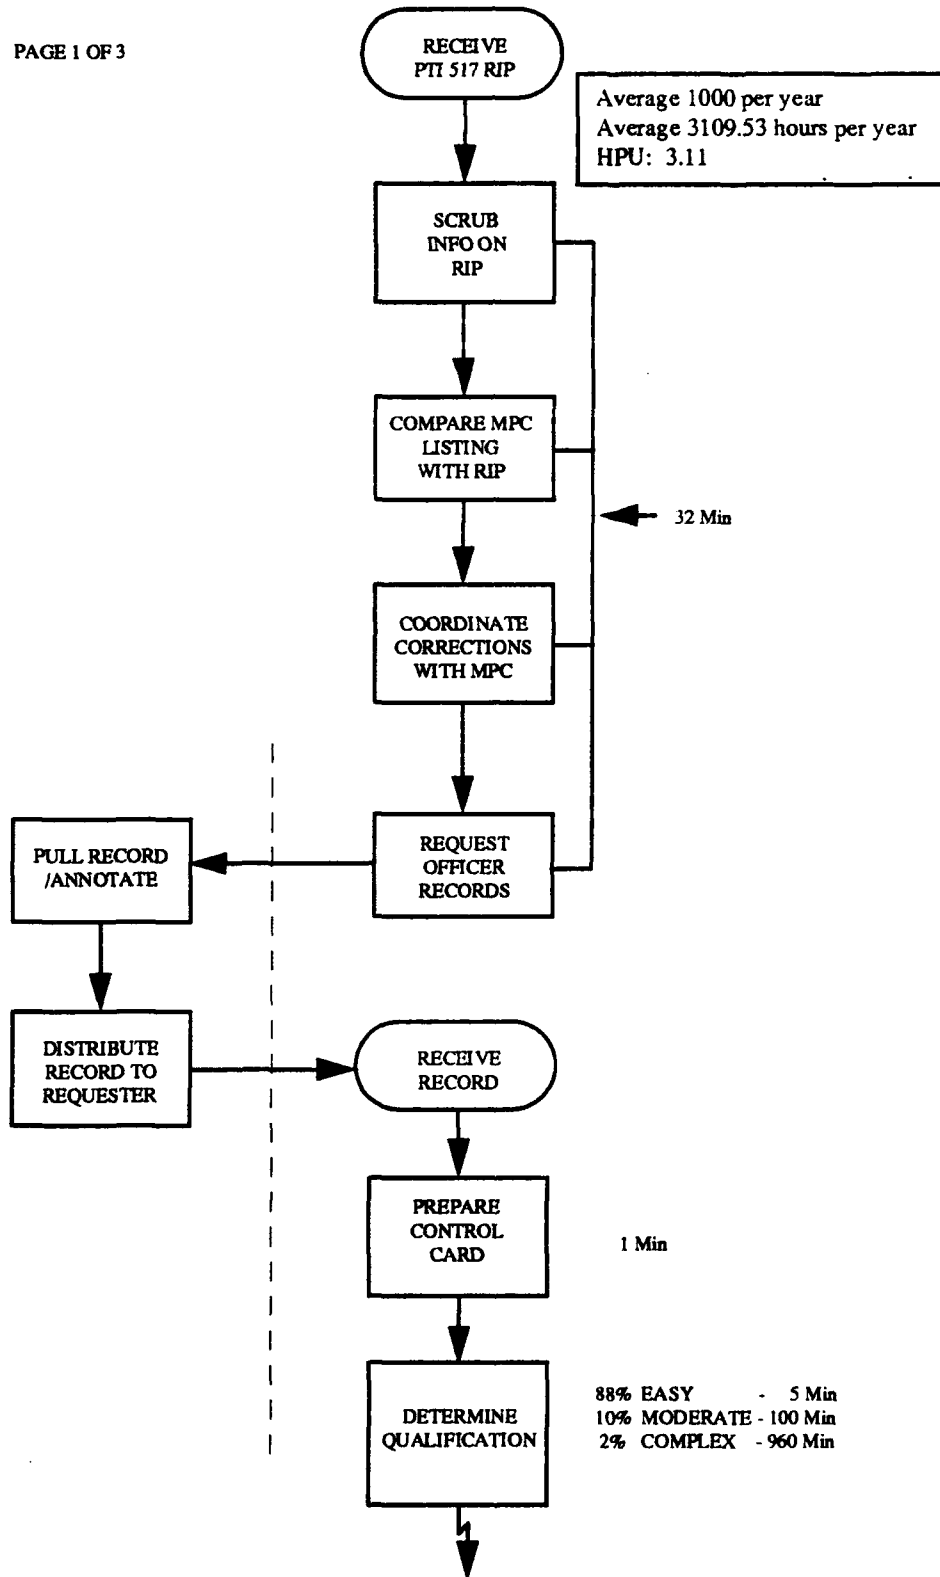 PAGE 1 OF 3
RECEIVE
PTI 517 RIP
Average 1000 per year
Average 3109.53 hours per year
HPU: 3.11
SCRUB
INFO ON
RIP
COMPARE MPC
LISTING
WITH RIP
32 Min
COORDINATE
CORRECTIONS
WITH MPC
REQUEST
OFFICER
RECORDS
PULL RECORD
/ANNOTATE
DISTRIBUTE
RECORD TO
REQUESTER
RECEIVE
RECORD
PREPARE
CONTROL
CARD
1 Min
DETERMINE
QUALIFICATION
88% EASY - 5 Min
10% MODERATE - 100 Min
2% COMPLEX - 960 Min